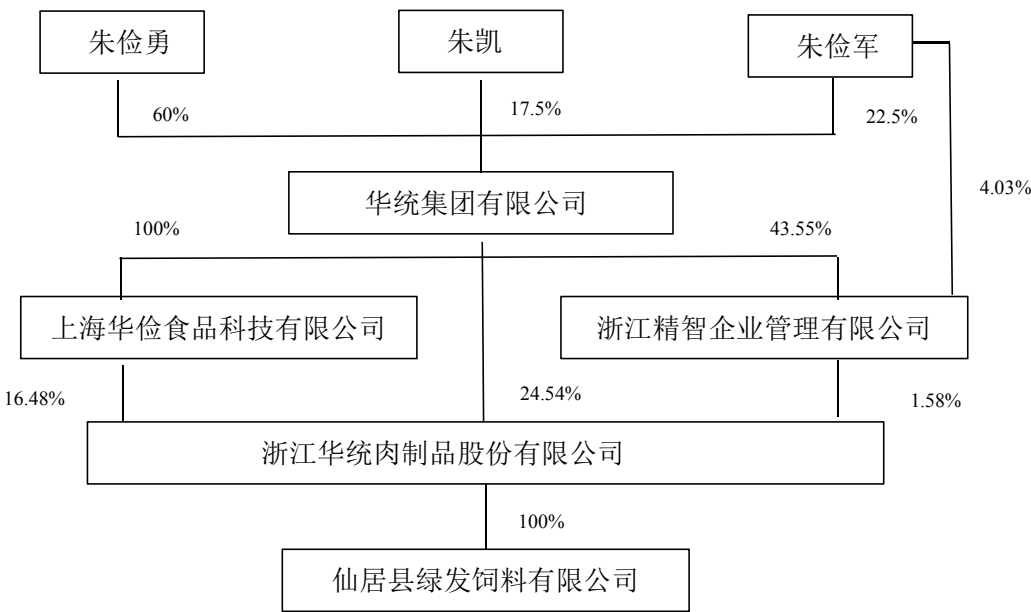 朱俭勇
朱凯
朱俭军
60%
17.5%
22.5%
4.03%
华统集团有限公司
100%
43.55%
上海华俭食品科技有限公司
浙江精智企业管理有限公司
16.48%
24.54%
1.58%
浙江华统肉制品股份有限公司
100%
仙居县绿发饲料有限公司